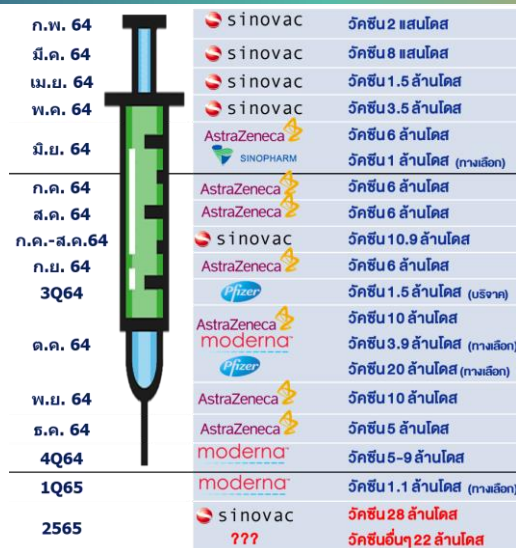 ก.พ. 64 sinovac วัคซีน 2 แสนโดส
มี.ค. 64 sinovac วัคซีน 8 แสนโดส
เม.ย. 64 sinovac วัคซีน 1.5 ล้านโดส
พ.ค. 64 sinovac วัคซีน 3.5 ล้านโดส
มิ.ย. 64 AstraZeneca วัคซีน 6 ล้านโดส
SINOPHARM วัคซีน 1 ล้านโดส (ทางเลือก)
ก.ค. 64 AstraZeneca วัคซีน 6 ล้านโดส
ส.ค. 64 AstraZeneca วัคซีน 6 ล้านโดส
ก.ค.-ส.ค.64 sinovac วัคซีน 10.9 ล้านโดส
ก.ย. 64 AstraZeneca วัคซีน 6 ล้านโดส
3Q64 Pfizer วัคซีน 1.5 ล้านโดส (บริจาค)
AstraZeneca วัคซีน 10 ล้านโดส
ต.ค. 64 moderna วัคซีน 3.9 ล้านโดส (ทางเลือก)
Pfizer วัคซีน 20 ล้านโดส (ทางเลือก)
พ.ย. 64 AstraZeneca วัคซีน 10 ล้านโดส
ธ.ค. 64 AstraZeneca วัคซีน 5 ล้านโดส
4Q64 moderna วัคซีน 5-9 ล้านโดส
1Q65 moderna วัคซีน 1.1 ล้านโดส (ทางเลือก)
2565 sinovac วัคซีน 28 ล้านโดส
??? วัคซีนอื่นๆ 22 ล้านโดส